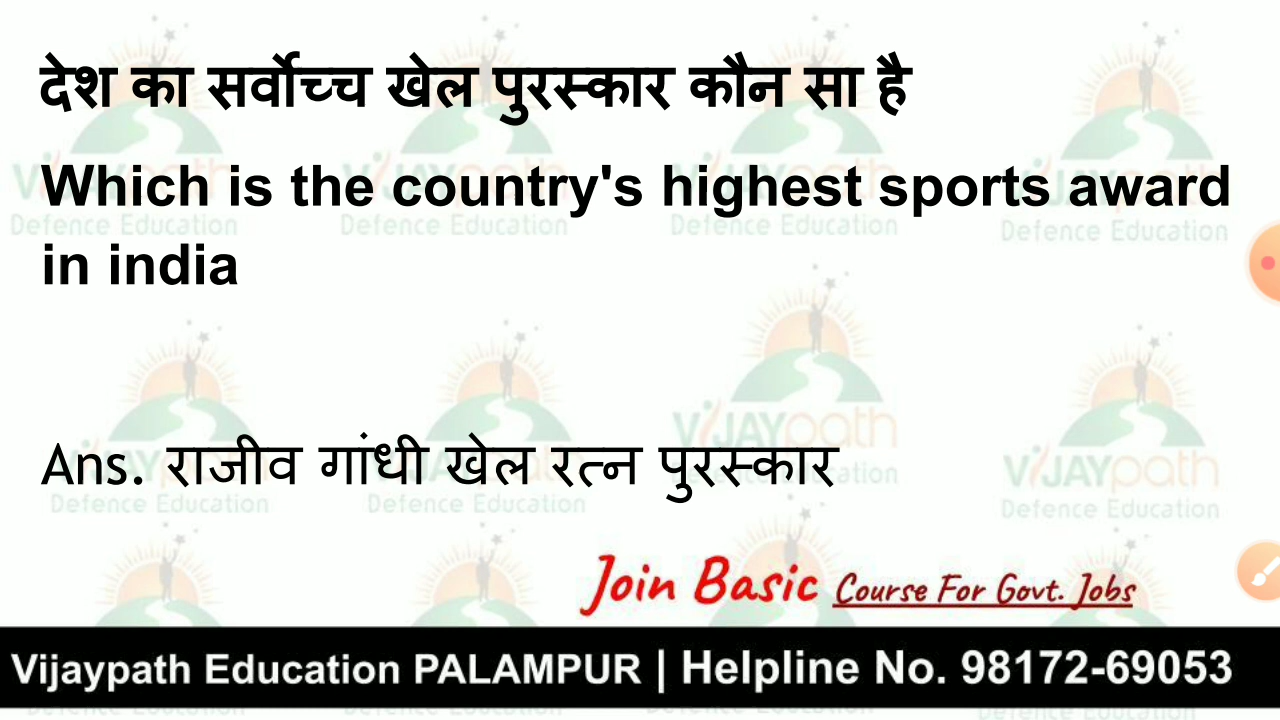 देश का सर्वोच्च खेल पुरस्कार कौन सा है
Which is the country's highest sports award
in india
Ans. राजीव गांधी खेल रत्न पुरस्कार
Join Basic Course For Govt. Jobs
Vijaypath Education PALAMPUR | Helpline No. 98172-69053